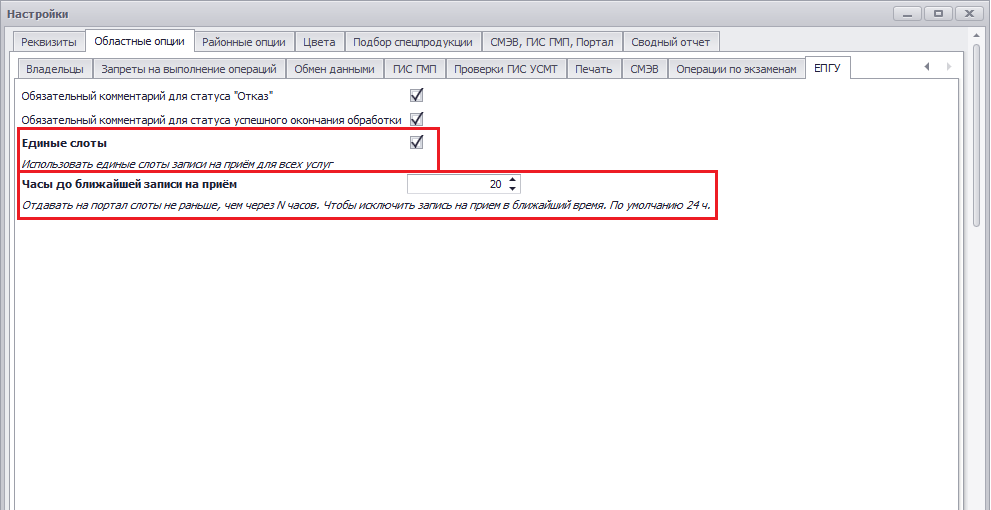 Настройки
Реквизиты Областные опции Районные опции Цвета Подбор спецпродукции СМЭВ, ГИС ГМП, Портал Сводный отчет
Владельцы Запреты на выполнение операций Обмен данными ГИС ГМП Проверки ГИС УСМТ Печать СМЭВ Операции по экзаменам ЕПГУ
Обязательный комментарий для статуса "Отказ"
Обязательный комментарий для статуса успешного окончания обработки
Единые слоты
Использовать единые слоты записи на приём для всех услуг
Часы до ближайшей записи на приём 20
Отдавать на портал слоты не раньше, чем через N часов. Чтобы исключить запись на прием в ближайший время. По умолчанию 24 ч.